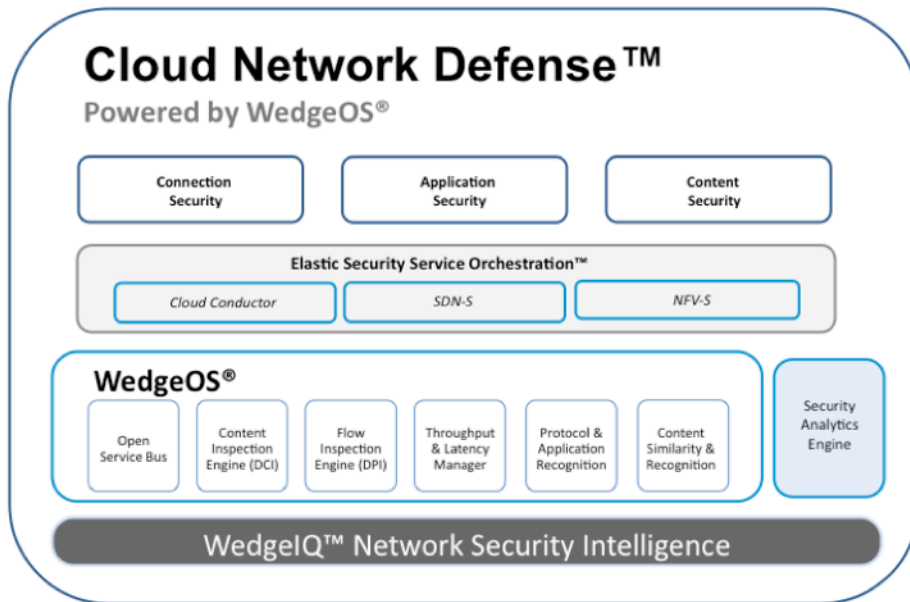 Cloud Network Defense™
Powered by WedgeOS®
Connection
Security
Application
Security
Content
Security
Elastic Security Service Orchestration™
Cloud Conductor
SDN-S
NFV-S
WedgeOS®
Open
Service Bus
Content
Inspection
Engine (DCI)
Flow
Inspection
Engine (DPI)
Throughput
& Latency
Manager
Protocol &
Application
Recognition
Content
Similarity &
Recognition
Security
Analytics
Engine
WedgeIQ™ Network Security Intelligence